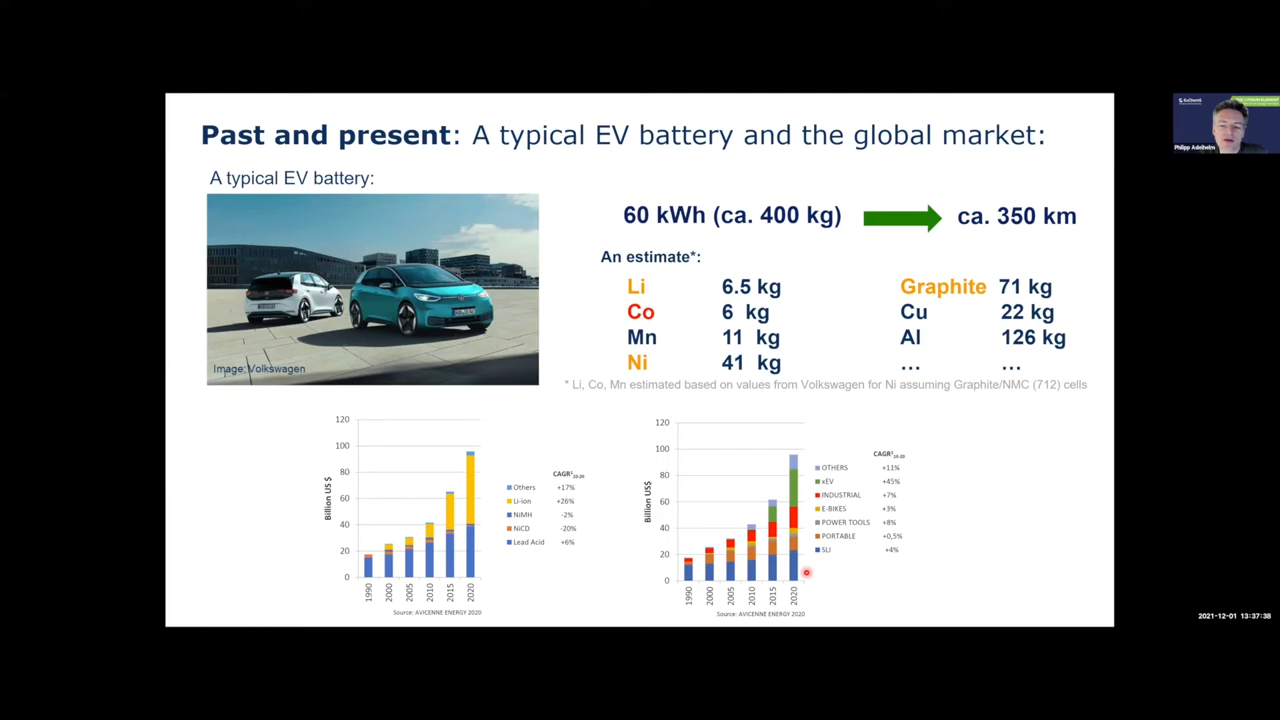 Past and present: A typical EV battery and the global market:
A typical EV battery:
Image: Volkswagen
60 kWh (ca. 400 kg)
ca. 350 km
An estimate*:
Li 6.5 kg
Co 6 kg
Mn 11 kg
Ni 41 kg
Graphite 71 kg
Cu 22 kg
Al 126 kg
... ...
* Li, Co, Mn estimated based on values from Volkswagen for Ni assuming Graphite/NMC (712) cells
Billion US $
120
100
80
60
40
20
0
1990 2000 2005 2010 2015 2020
CAGR¹ 10-20
Others +17%
Li-ion +26%
NiMH -2%
NiCD -20%
Lead Acid +6%
Source: AVICENNE ENERGY 2020
Billion US$
120
100
80
60
40
20
0
1990 2000 2005 2010 2015 2020
CAGR¹ 10-20
OTHERS +11%
xEV +45%
INDUSTRIAL +7%
E-BIKES +3%
POWER TOOLS +8%
PORTABLE +0,5%
SLI +4%
Source: AVICENNE ENERGY 2020
EuChemS
Philipp Adelhelm
2021-12-01 13:37:38